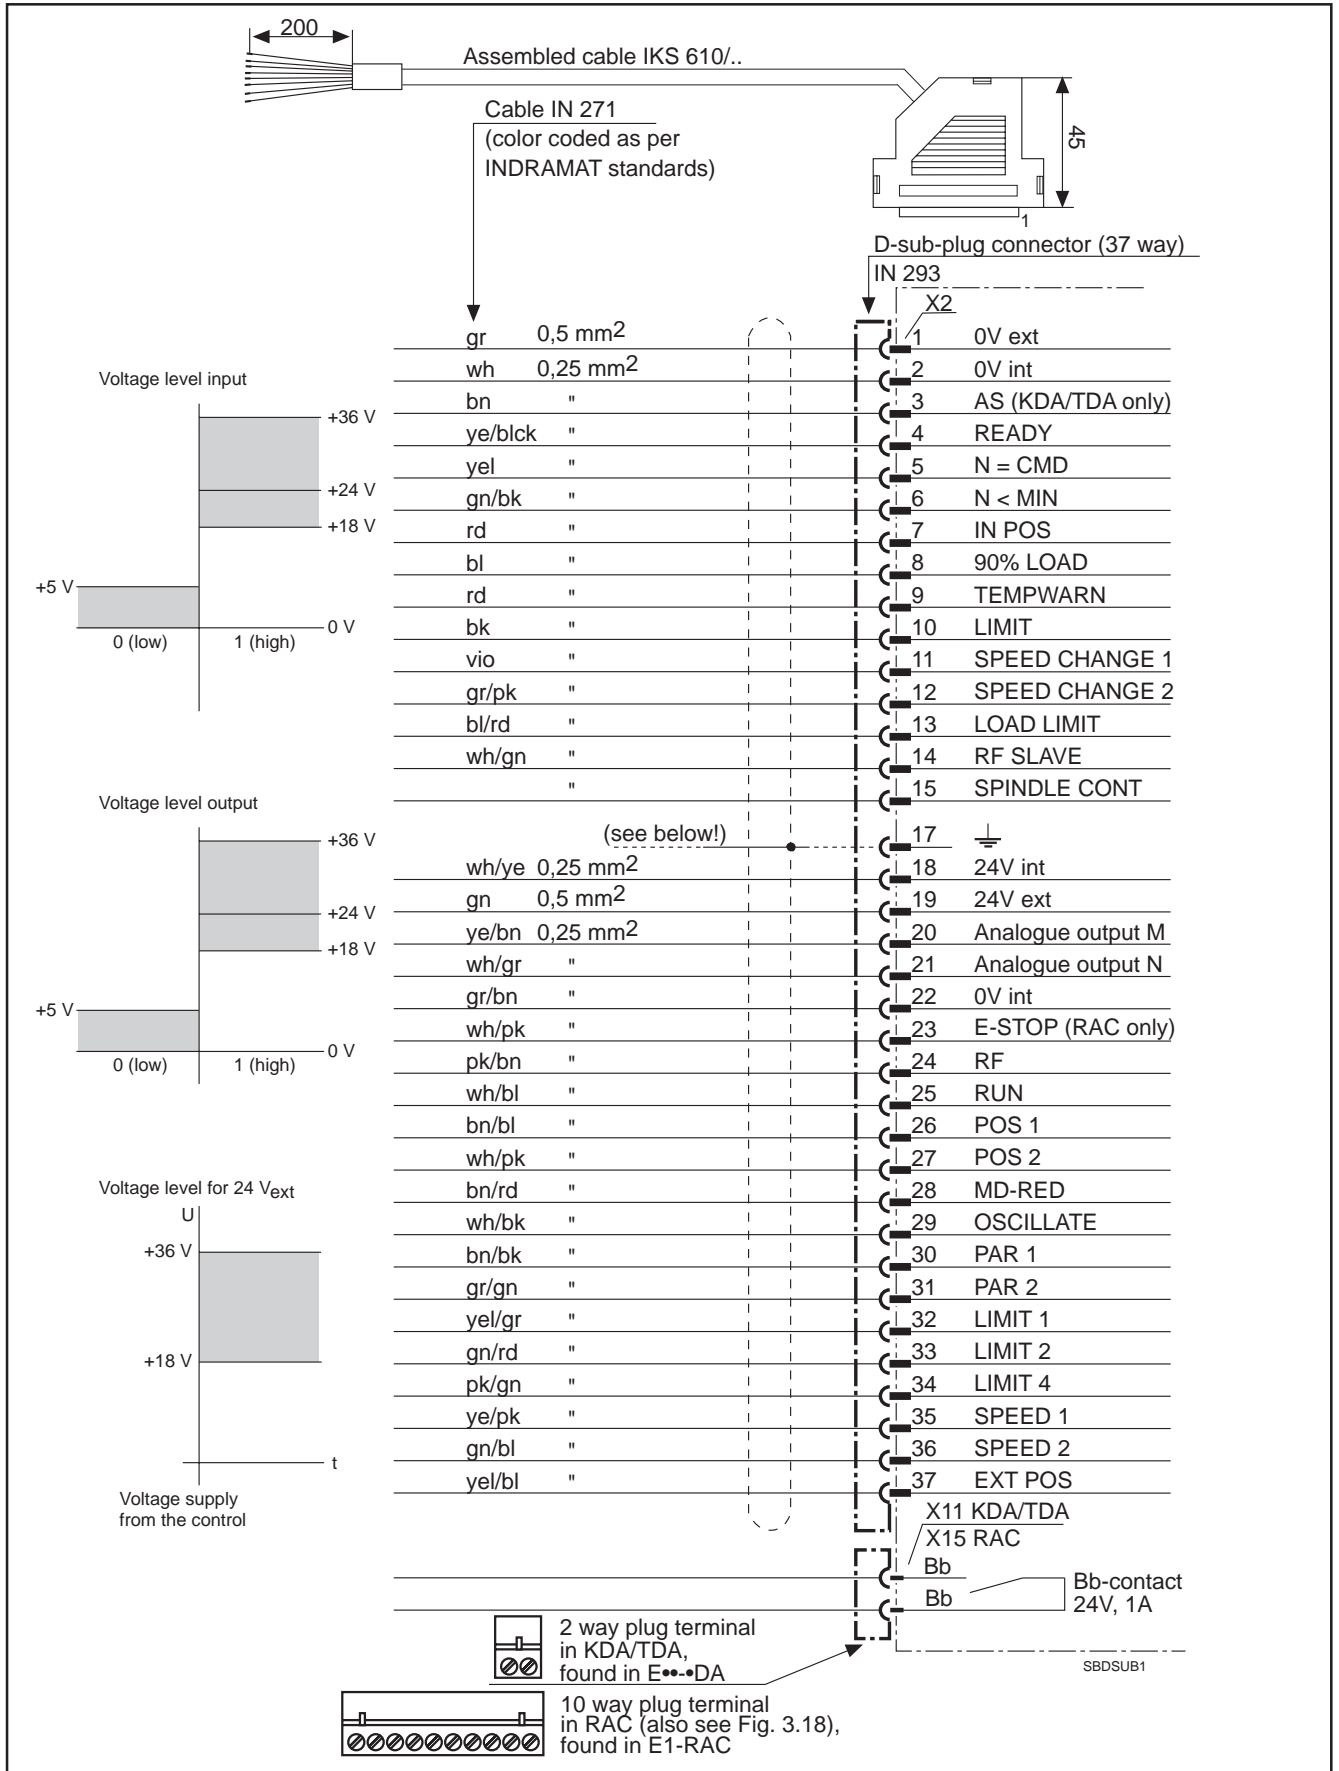 200
Assembled cable IKS 610/..
Cable IN 271
(color coded as per
INDRAMAT standards)
45
1
D-sub-plug connector (37 way)
IN 293
X2
gr 0,5 mm2 1 0V ext
wh 0,25 mm2 2 0V int
bn " 3 AS (KDA/TDA only)
ye/blck " 4 READY
yel " 5 N = CMD
gn/bk " 6 N < MIN
rd " 7 IN POS
bl " 8 90% LOAD
rd " 9 TEMPWARN
bk " 10 LIMIT
vio " 11 SPEED CHANGE 1
gr/pk " 12 SPEED CHANGE 2
bl/rd " 13 LOAD LIMIT
wh/gn " 14 RF SLAVE
" 15 SPINDLE CONT
(see below!) 17
wh/ye 0,25 mm2 18 24V int
gn 0,5 mm2 19 24V ext
ye/bn 0,25 mm2 20 Analogue output M
wh/gr " 21 Analogue output N
gr/bn " 22 0V int
wh/pk " 23 E-STOP (RAC only)
pk/bn " 24 RF
wh/bl " 25 RUN
bn/bl " 26 POS 1
wh/pk " 27 POS 2
bn/rd " 28 MD-RED
wh/bk " 29 OSCILLATE
bn/bk " 30 PAR 1
gr/gn " 31 PAR 2
yel/gr " 32 LIMIT 1
gn/rd " 33 LIMIT 2
pk/gn " 34 LIMIT 4
ye/pk " 35 SPEED 1
gn/bl " 36 SPEED 2
yel/bl " 37 EXT POS
Voltage level input
+36 V
+24 V
+18 V
+5 V
0 V
0 (low) 1 (high)
Voltage level output
+36 V
+24 V
+18 V
+5 V
0 V
0 (low) 1 (high)
Voltage level for 24 Vext
U
+36 V
+18 V
t
Voltage supply
from the control
X11 KDA/TDA
X15 RAC
Bb
Bb
Bb-contact
24V, 1A
2 way plug terminal
in KDA/TDA,
found in E••-•DA
SBDSUB1
10 way plug terminal
in RAC (also see Fig. 3.18),
found in E1-RAC